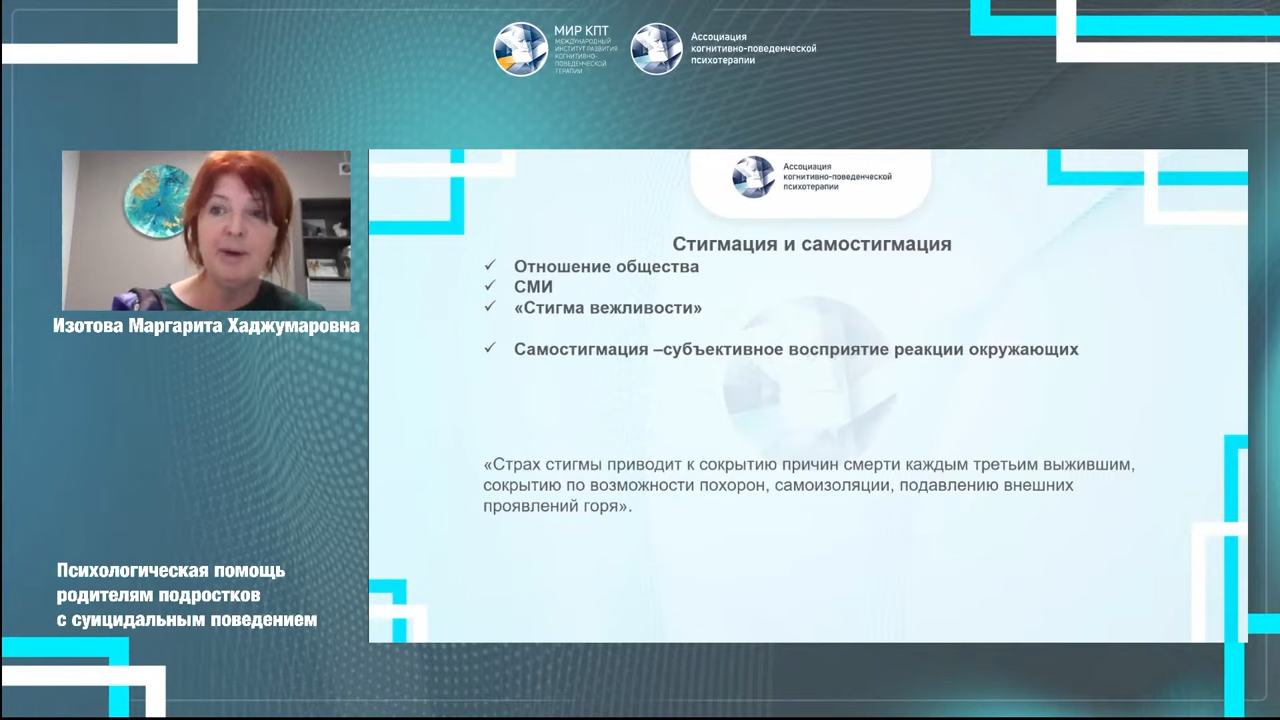 МИР КПТ
МЕЖДУНАРОДНЫЙ
ИНСТИТУТ РАЗВИТИЯ
КОГНИТИВНО-
ПОВЕДЕНЧЕСКОЙ
ТЕРАПИИ
Ассоциация
когнитивно-поведенческой
психотерапии
Ассоциация
когнитивно-поведенческой
психотерапии
Стигмация и самостигмация
✓ Отношение общества
✓ СМИ
✓ «Стигма вежливости»
✓ Самостигмация –субъективное восприятие реакции окружающих
«Страх стигмы приводит к сокрытию причин смерти каждым третьим выжившим,
сокрытию по возможности похорон, самоизоляции, подавлению внешних
проявлений горя».
Изотова Маргарита Хаджумаровна
Психологическая помощь
родителям подростков
с суицидальным поведением